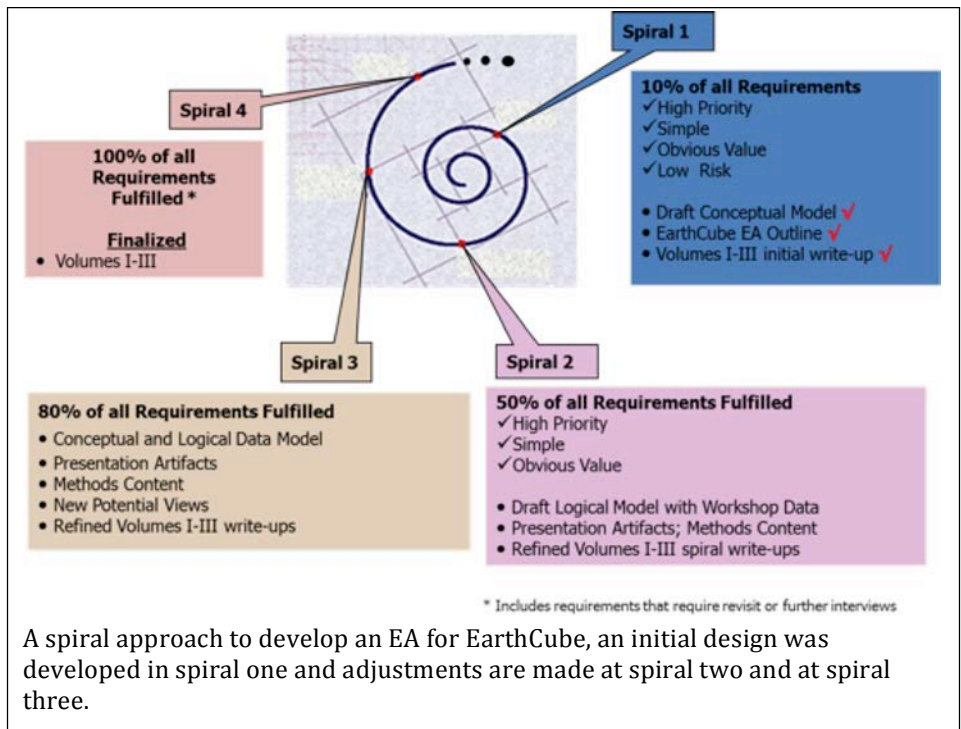 Spiral 1
10% of all Requirements
✓High Priority
✓Simple
✓Obvious Value
✓Low Risk
• Draft Conceptual Model √
• EarthCube EA Outline √
• Volumes I-III initial write-up √
Spiral 4
100% of all
Requirements
Fulfilled *
Finalized
• Volumes I-III
Spiral 3
80% of all Requirements Fulfilled
• Conceptual and Logical Data Model
• Presentation Artifacts
• Methods Content
• New Potential Views
• Refined Volumes I-III write-ups
Spiral 2
50% of all Requirements Fulfilled
✓High Priority
✓Simple
✓Obvious Value
• Draft Logical Model with Workshop Data
• Presentation Artifacts; Methods Content
• Refined Volumes I-III spiral write-ups
* Includes requirements that require revisit or further interviews
A spiral approach to develop an EA for EarthCube, an initial design was
developed in spiral one and adjustments are made at spiral two and at spiral
three.